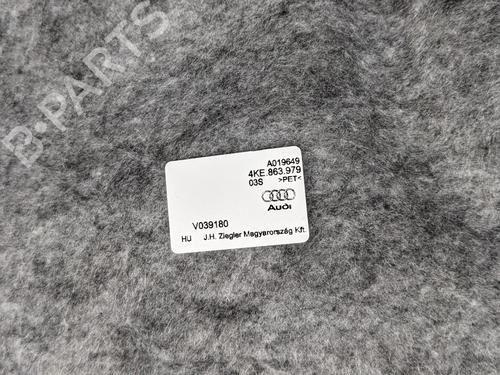 B-PARTS
A019649
4KE.863.979
03S >PET<
Audi
V039180
HU J.H. Ziegler Magyarország Kft.